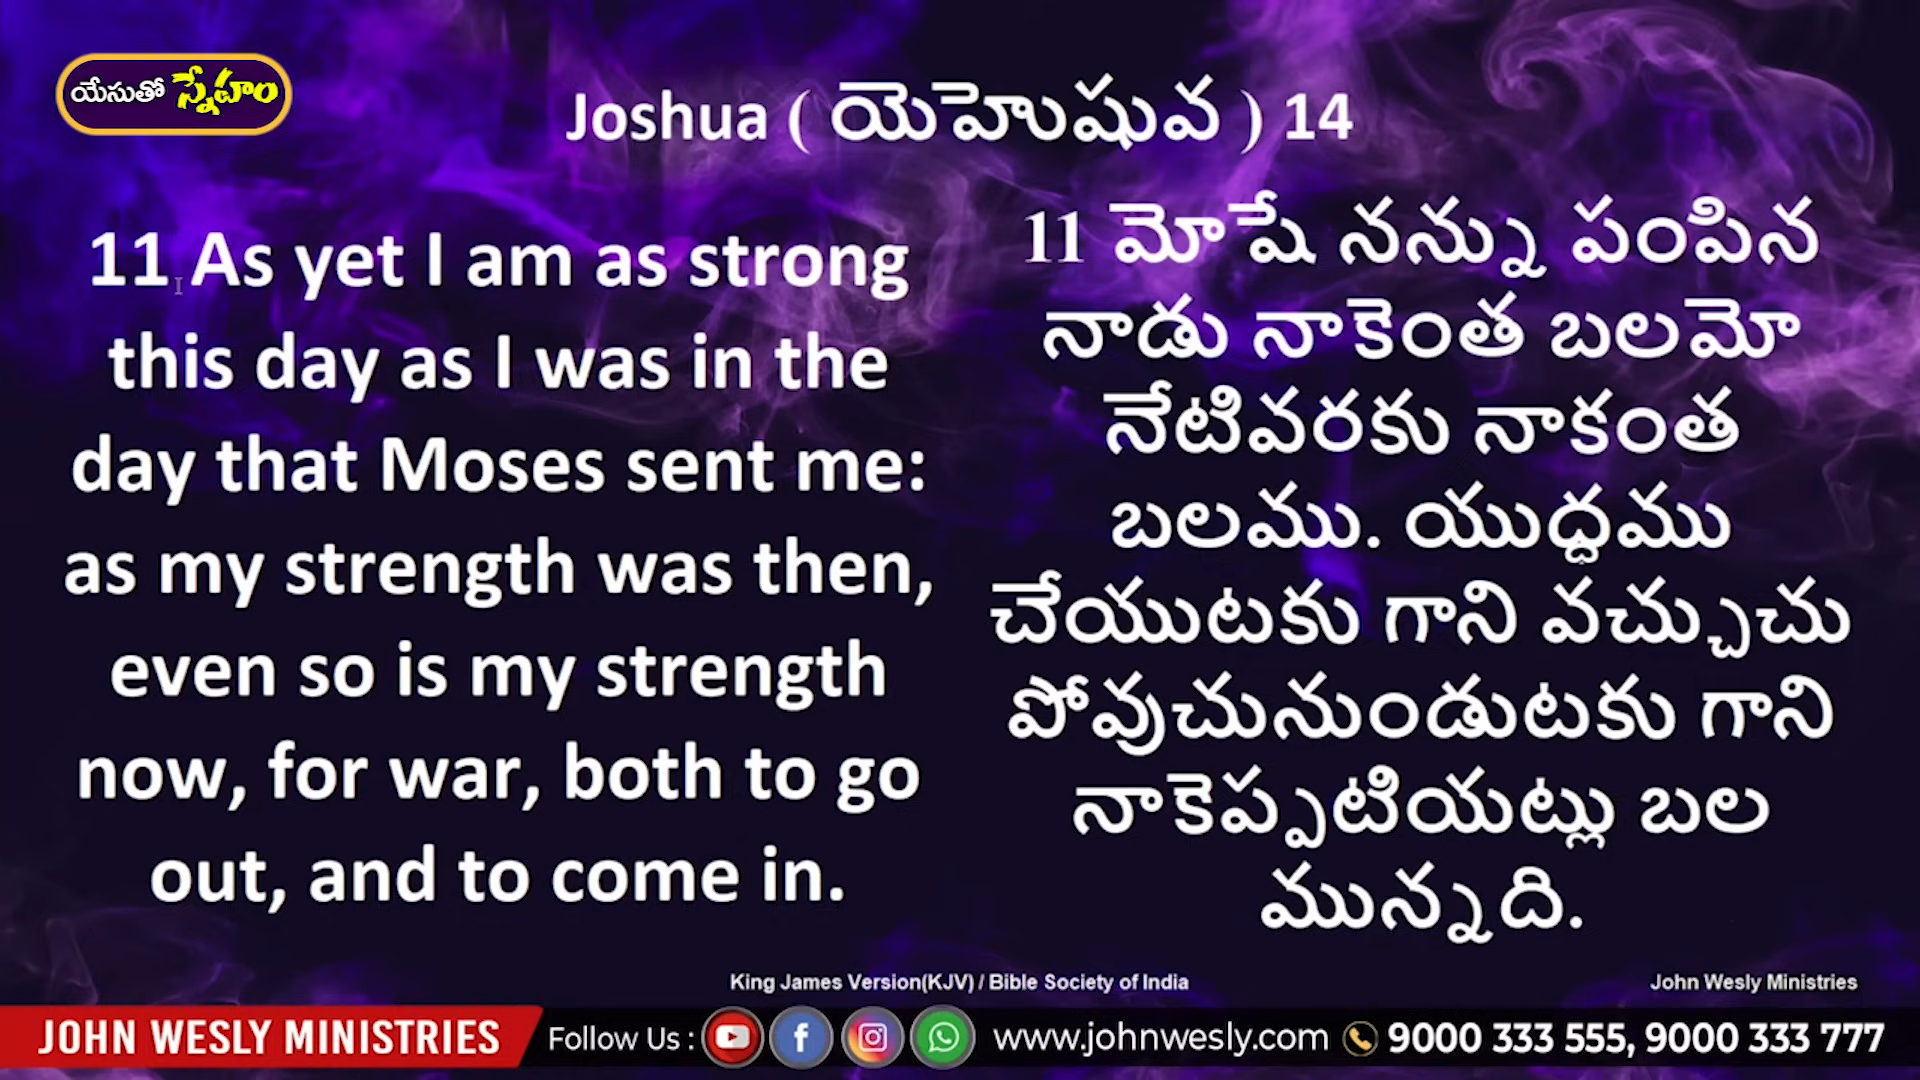 యేసుతో స్నేహం
Joshua ( యెహెుషువ ) 14
11 As yet I am as strong
this day as I was in the
day that Moses sent me:
as my strength was then,
even so is my strength
now, for war, both to go
out, and to come in.
11 మోషే నన్ను పంపిన
నాడు నాకెంత బలమో
నేటివరకు నాకంత
బలము. యుద్ధము
చేయుటకు గాని వచ్చుచు
పోవుచునుండుటకు గాని
నాకెప్పటియట్లు బల
మున్నది.
King James Version(KJV) / Bible Society of India
John Wesly Ministries
JOHN WESLY MINISTRIES Follow Us : www.johnwesly.com 9000 333 555, 9000 333 777